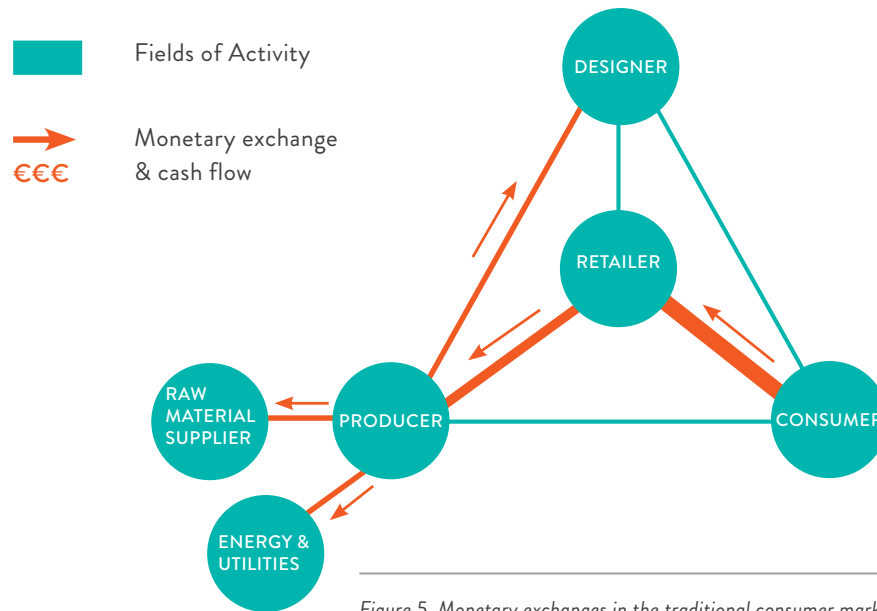 Fields of Activity
Monetary exchange
€€€ & cash flow
DESIGNER
RETAILER
RAW
MATERIAL
SUPPLIER
PRODUCER
CONSUMER
ENERGY &
UTILITIES
Figure 5. Monetary exchanges in the traditional consumer mark